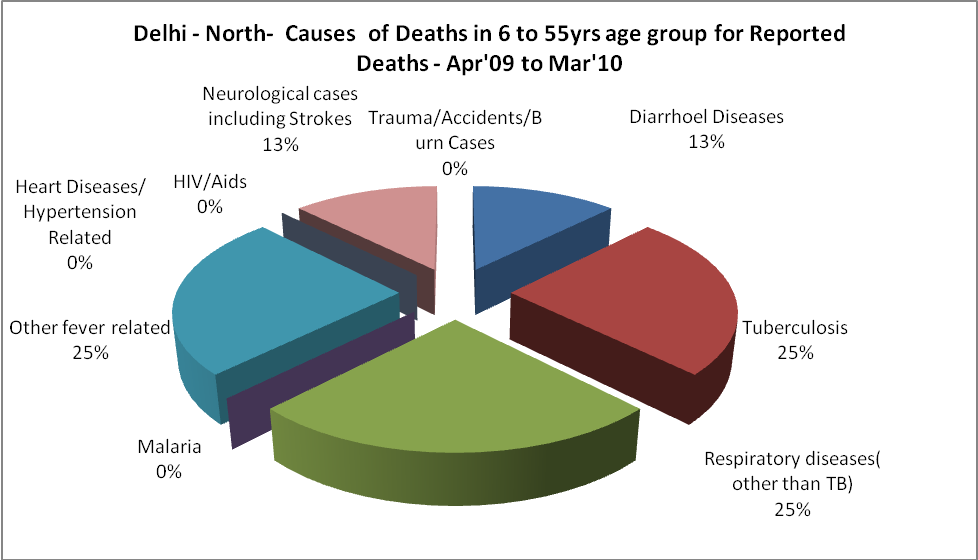 Delhi - North-  Causes  of Deaths in 6 to 55yrs age group for Reported
Deaths - Apr'09 to Mar'10
Neurological cases
including Strokes
13%
Trauma/Accidents/B
urn Cases
0%
Diarrhoel Diseases
13%
HIV/Aids
0%
Heart Diseases/
Hypertension
Related
0%
Other fever related
25%
Tuberculosis
25%
Malaria
0%
Respiratory diseases(
other than TB)
25%